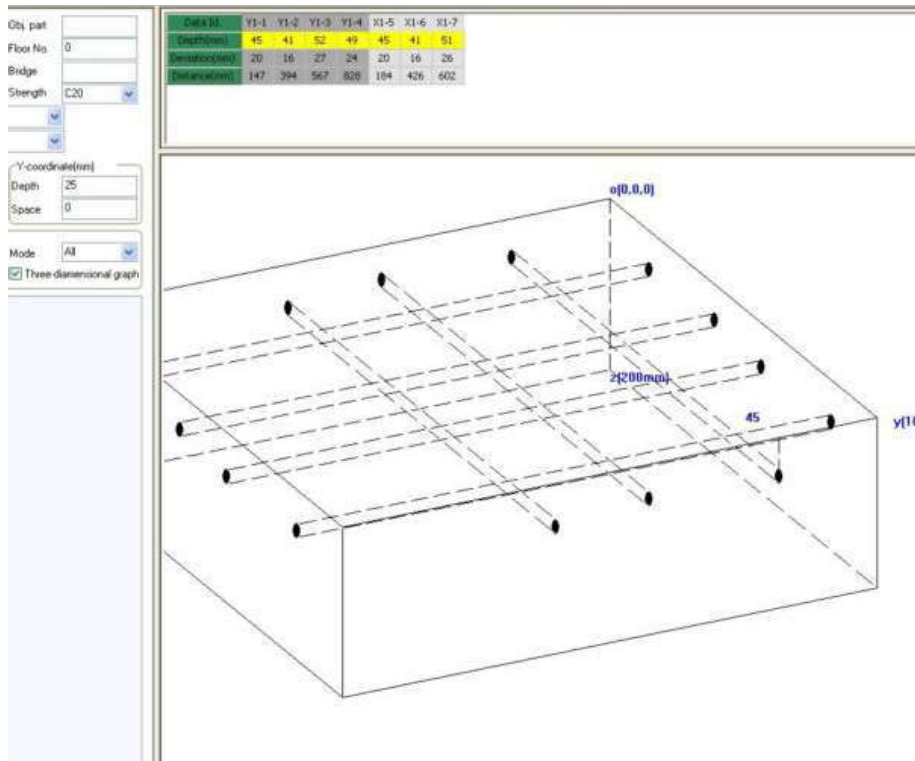 Obj. part
Floor No. 0
Bridge
Strength C20
Y-coordinate(mm)
Depth 25
Space 0
Mode All
Three-diamensional graph
Data Id. Y1-1 Y1-2 Y1-3 Y1-4 X1-5 X1-6 X1-7
Depth(mm) 45 41 52 49 45 41 51
Deviation(mm) 20 16 27 24 20 16 26
Distance(mm) 147 394 567 828 184 426 602
o(0,0,0)
z(200mm)
45